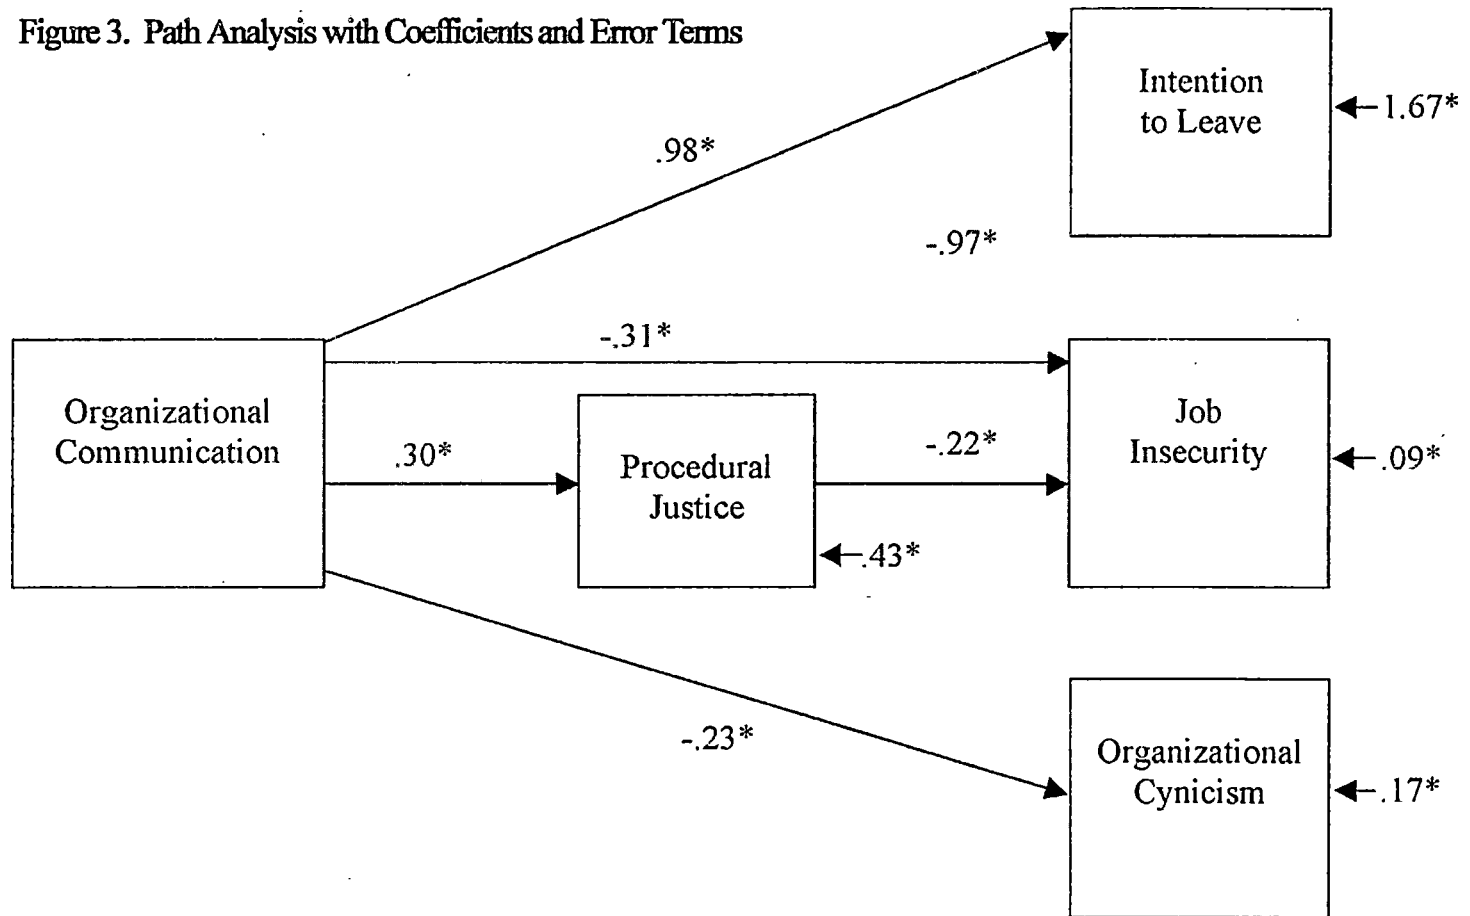 Figure 3. Path Analysis with Coefficients and Error Terms
Intention
to Leave
1.67*
.98*
-.97*
-.31*
Organizational
Communication
.30*
Procedural
Justice
-.22*
.43*
Job
Insecurity
.09*
-.23*
Organizational
Cynicism
.17*